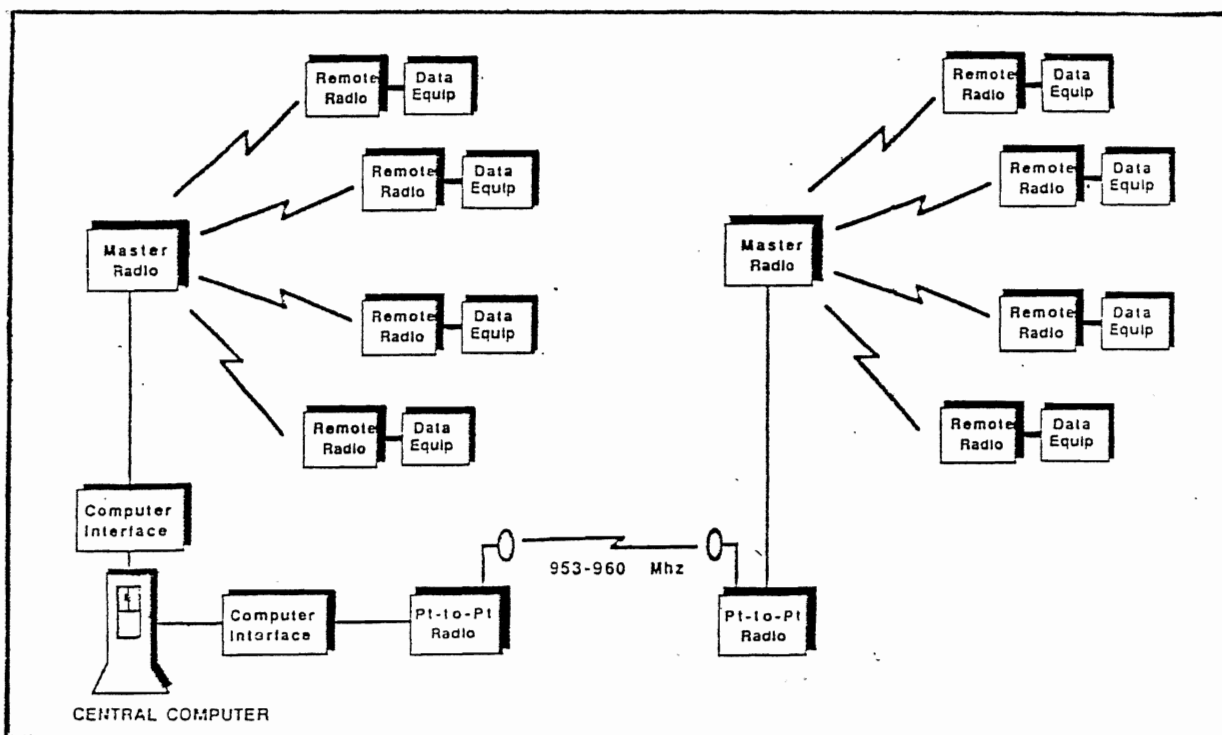 Remote
Radio
Data
Equip
Remote
Radio
Data
Equip
Master
Radio
Remote
Radio
Data
Equip
Remote
Radio
Data
Equip
Computer
Interface
CENTRAL COMPUTER
Computer
Interface
Pt-to-Pt
Radio
953-960 Mhz
Pt-to-Pt
Radio
Master
Radio
Remote
Radio
Data
Equip
Remote
Radio
Data
Equip
Remote
Radio
Data
Equip
Remote
Radio
Data
Equip